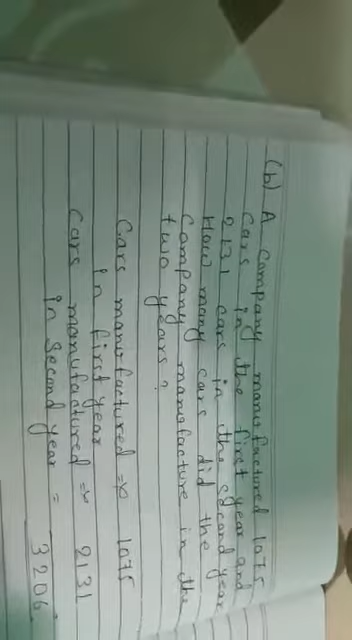 (b) A Company manufactured 1075
Cars in the first year and
2131 cars in the second year
How many cars did the
Company manufacture in the
two years?
Cars manufactured => 1075
in first year
Cars manufactured => 2131
in second year =
3206